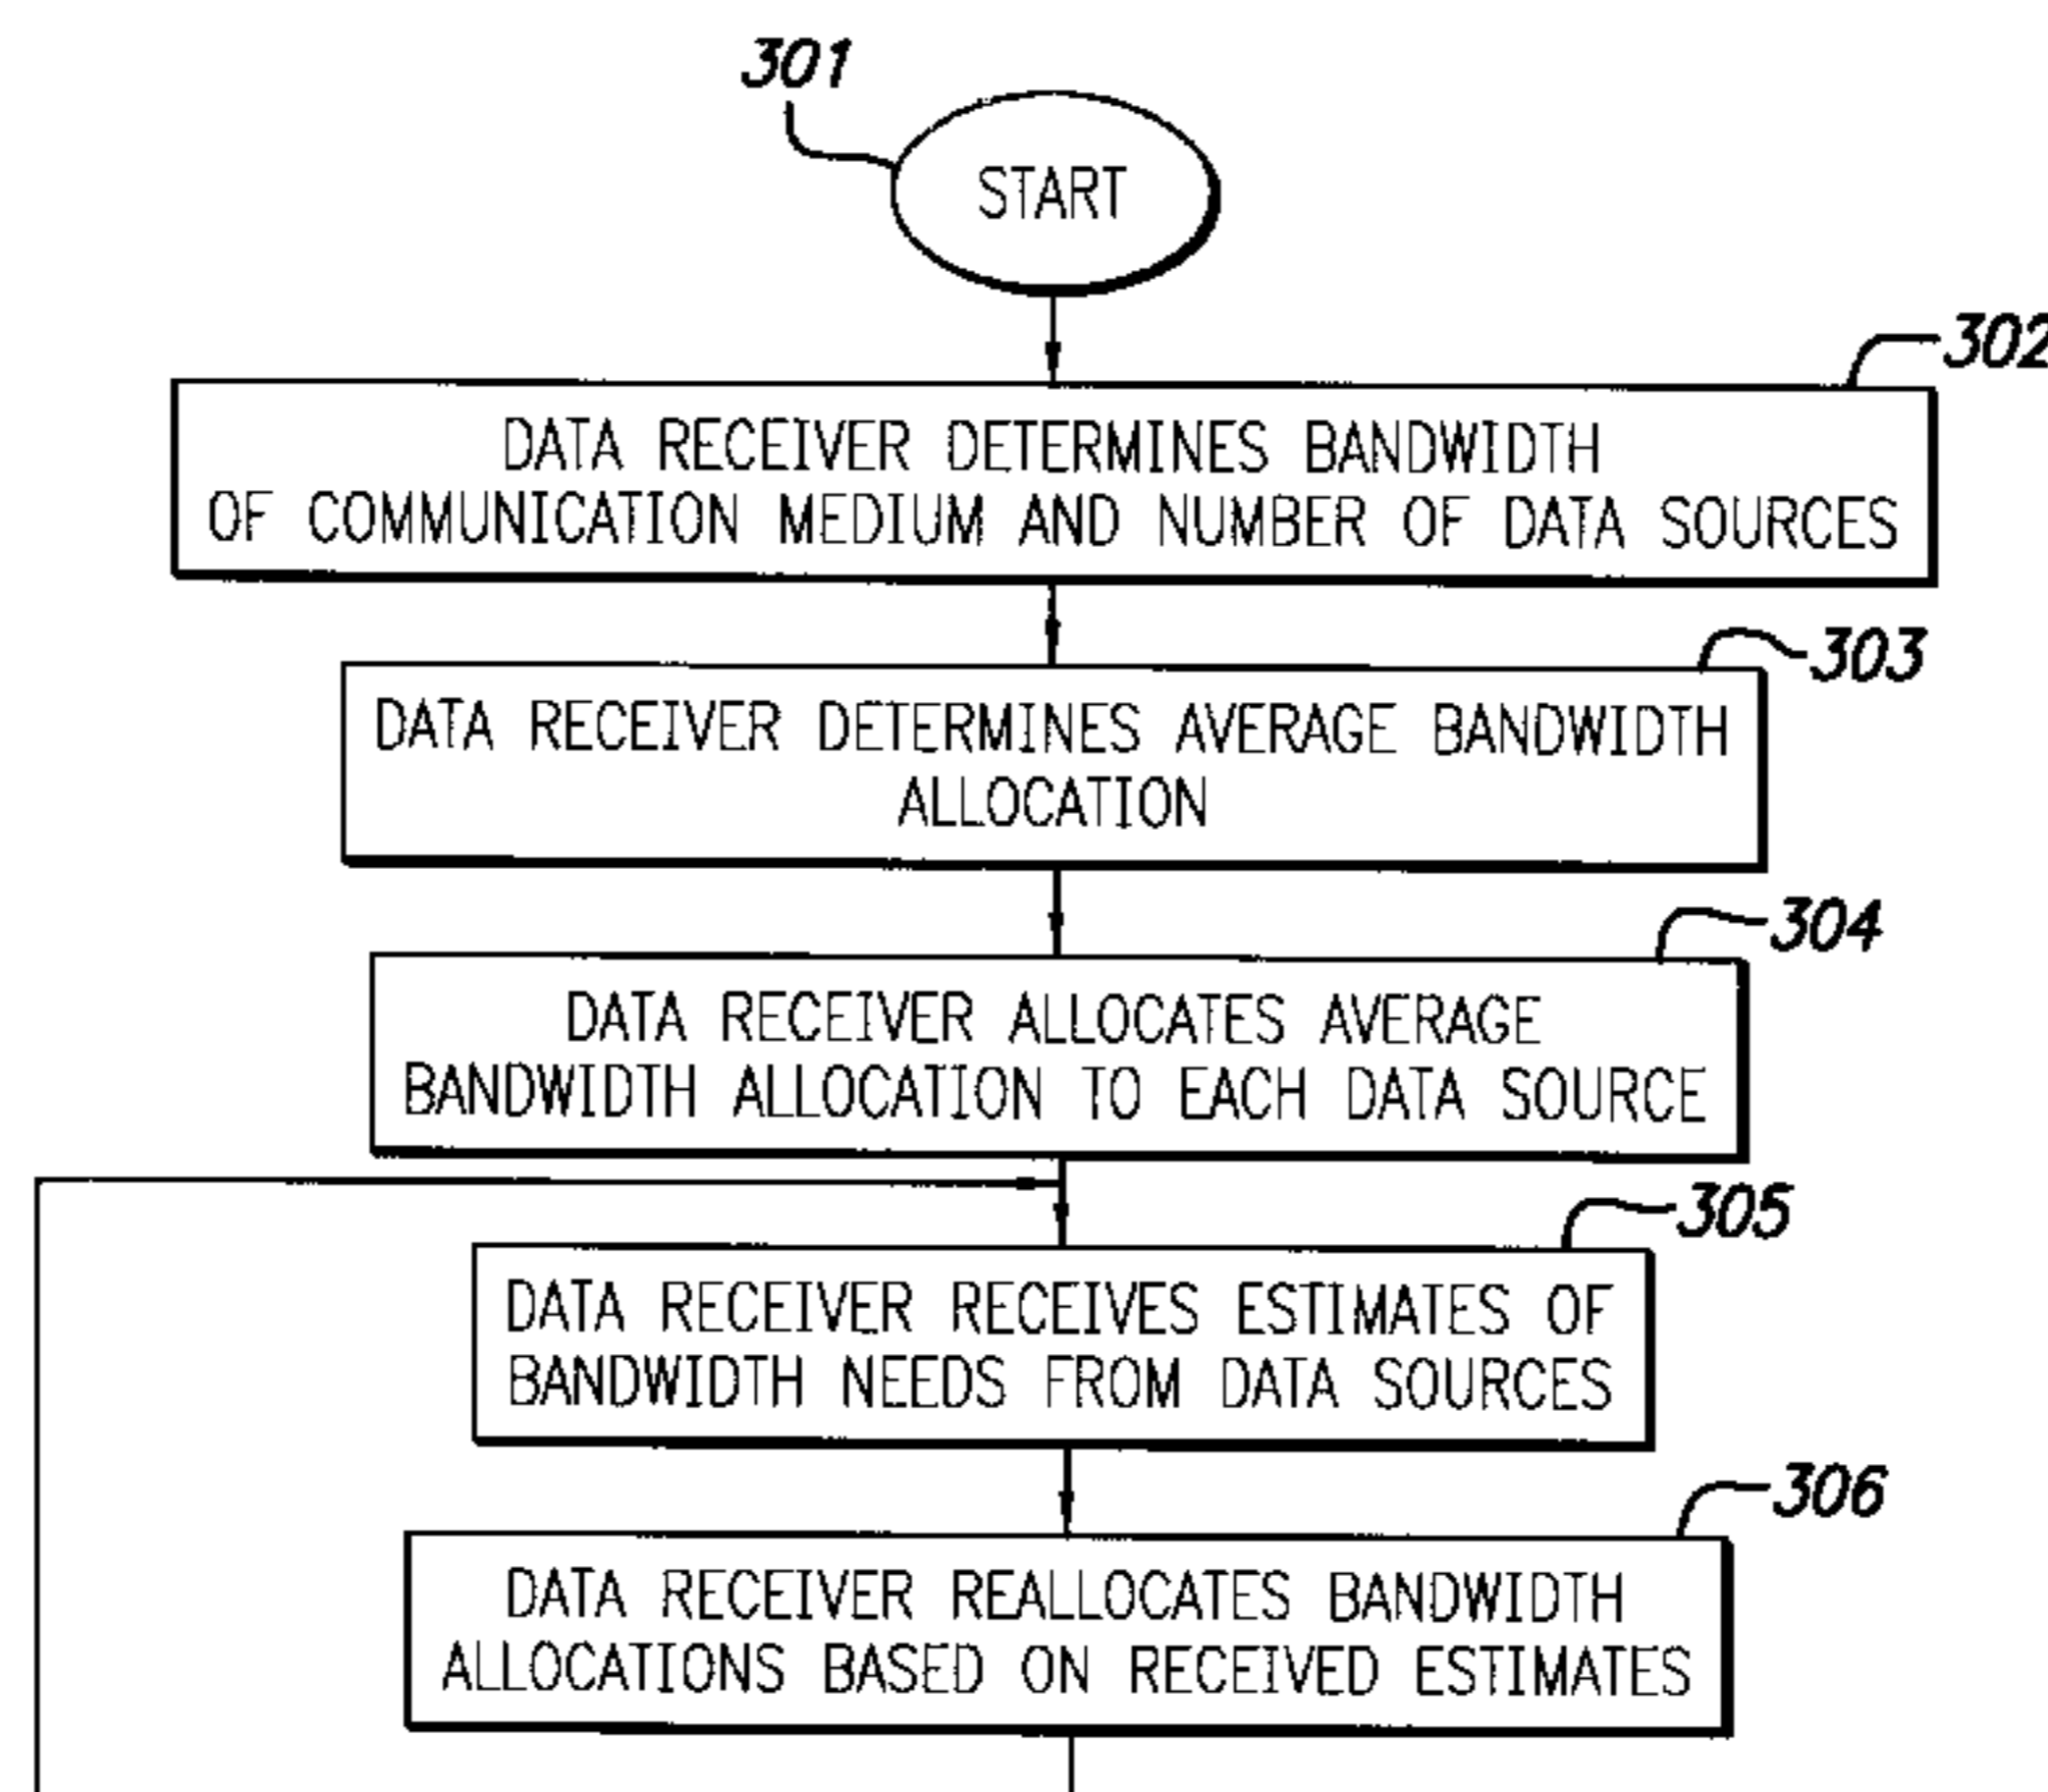 301
START
302
DATA RECEIVER DETERMINES BANDWIDTH
OF COMMUNICATION MEDIUM AND NUMBER OF DATA SOURCES
303
DATA RECEIVER DETERMINES AVERAGE BANDWIDTH
ALLOCATION
304
DATA RECEIVER ALLOCATES AVERAGE
BANDWIDTH ALLOCATION TO EACH DATA SOURCE
305
DATA RECEIVER RECEIVES ESTIMATES OF
BANDWIDTH NEEDS FROM DATA SOURCES
306
DATA RECEIVER REALLOCATES BANDWIDTH
ALLOCATIONS BASED ON RECEIVED ESTIMATES